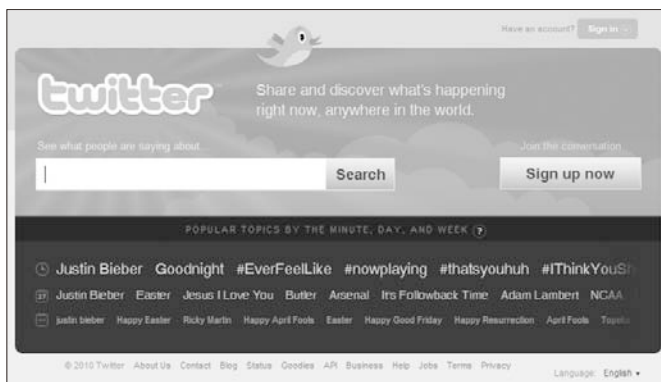 Have an account? Sign in
twitter
Share and discover what's happening
right now, anywhere in the world.
See what people are saying about...
Join the conversation
Search
Sign up now
POPULAR TOPICS BY THE MINUTE, DAY, AND WEEK ?
Justin Bieber Goodnight #EverFeelLike #nowplaying #thatsyouhuh #IThinkYouSh
Justin Bieber Easter Jesus I Love You Butler Arsenal It's Followback Time Adam Lambert NCAA
justin bieber Happy Easter Ricky Martin Happy April Fools Easter Happy Good Friday Happy Resurrection April Fools
© 2010 Twitter About Us Contact Blog Status Goodies API Business Help Jobs Terms Privacy
Language: English